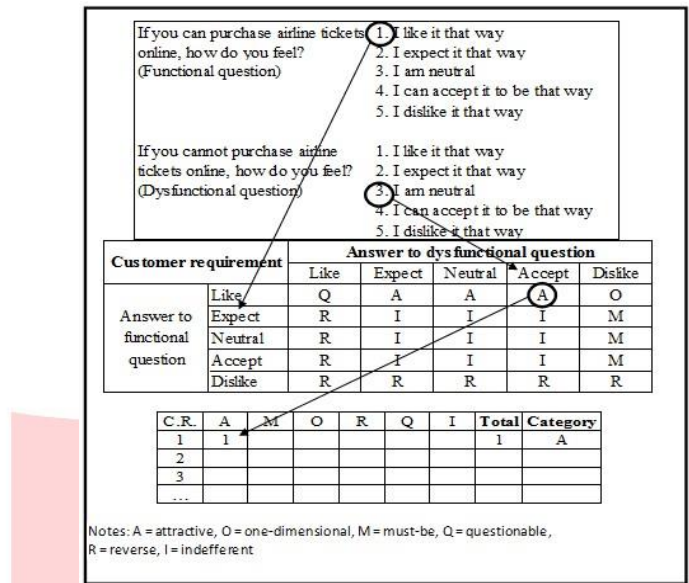 If you can purchase airline tickets 1. I like it that way
online, how do you feel? 2. I expect it that way
(Functional question) 3. I am neutral
4. I can accept it to be that way
5. I dislike it that way
If you cannot purchase airline 1. I like it that way
tickets online, how do you feel? 2. I expect it that way
(Dysfunctional question) 3. I am neutral
4. I can accept it to be that way
5. I dislike it that way
Customer requirement Answer to dysfunctional question
Like Expect Neutral Accept Dislike
Answer to functional question Like Q A A A O
Expect R I I I M
Neutral R I I I M
Accept R I I I M
Dislike R R R R R
C.R. A M O R Q I Total Category
1 1 1 A
2
3
...
Notes: A = attractive, O = one-dimensional, M = must-be, Q = questionable,
R = reverse, I = indefferent